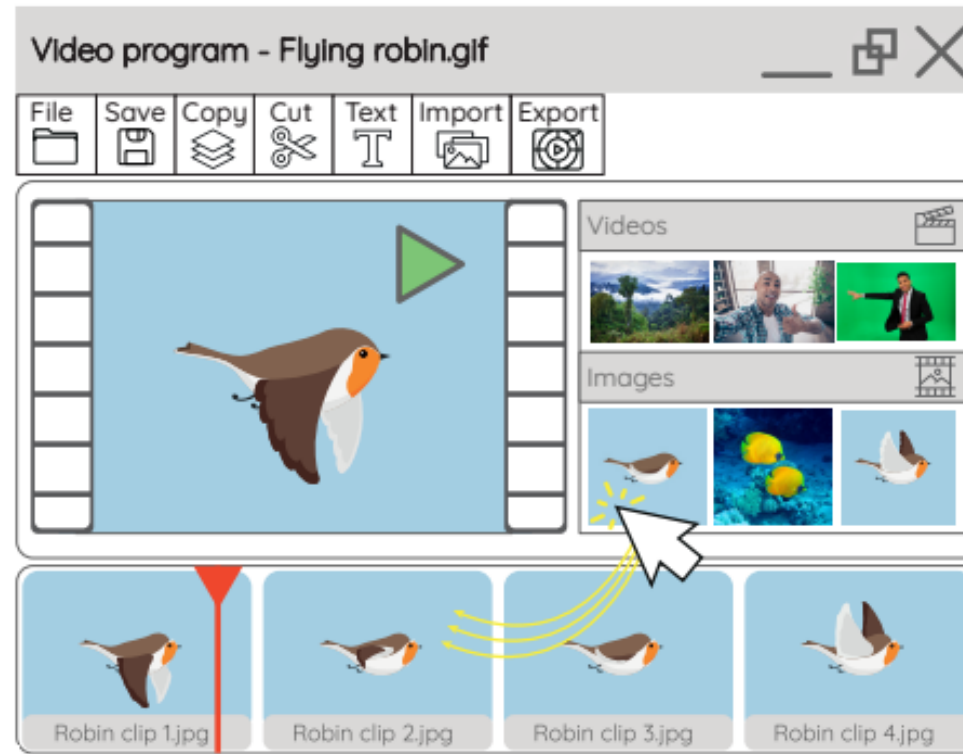 Video program - Flying robin.gif
File Save Copy Cut Text Import Export
Videos
Images
Robin clip 1.jpg
Robin clip 2.jpg
Robin clip 3.jpg
Robin clip 4.jpg